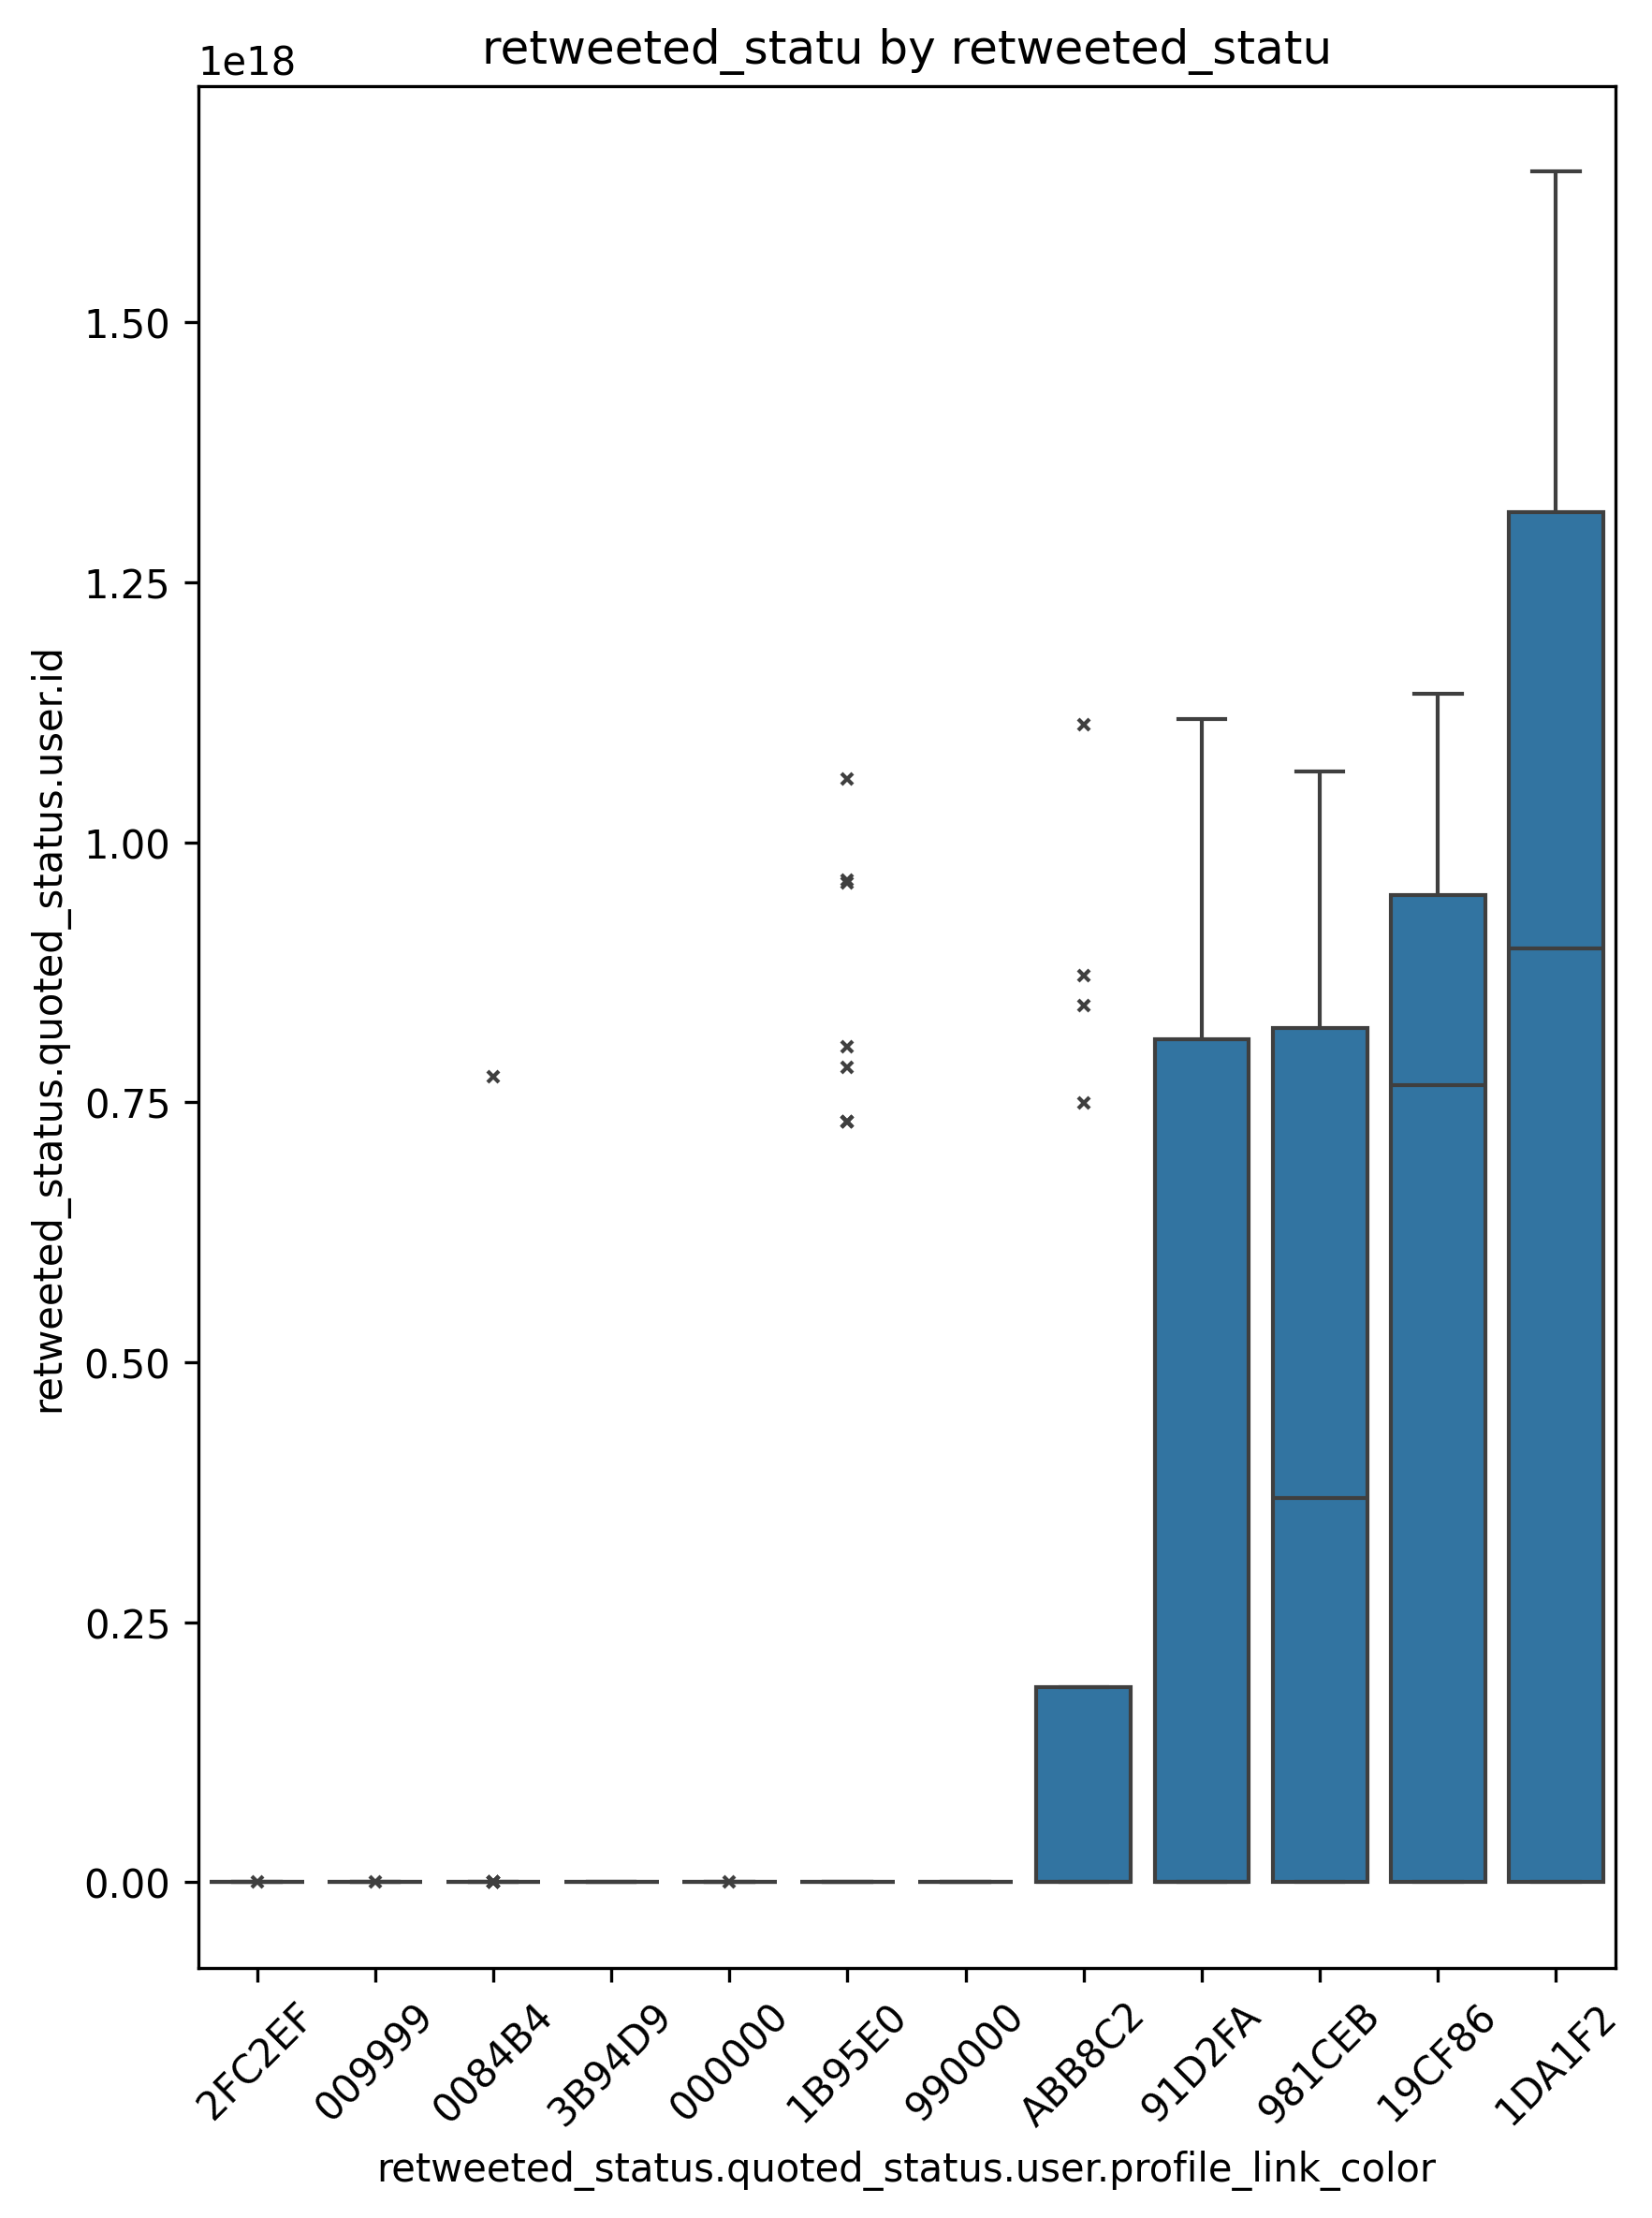 retweeted_statu by retweeted_statu
1e18
1.50
1.25
1.00
0.75
0.50
0.25
0.00
retweeted_status.quoted_status.user.id
2FC2EF
009999
0084B4
3B94D9
000000
1B95E0
990000
ABB8C2
91D2FA
981CEB
19CF86
1DA1F2
retweeted_status.quoted_status.user.profile_link_color